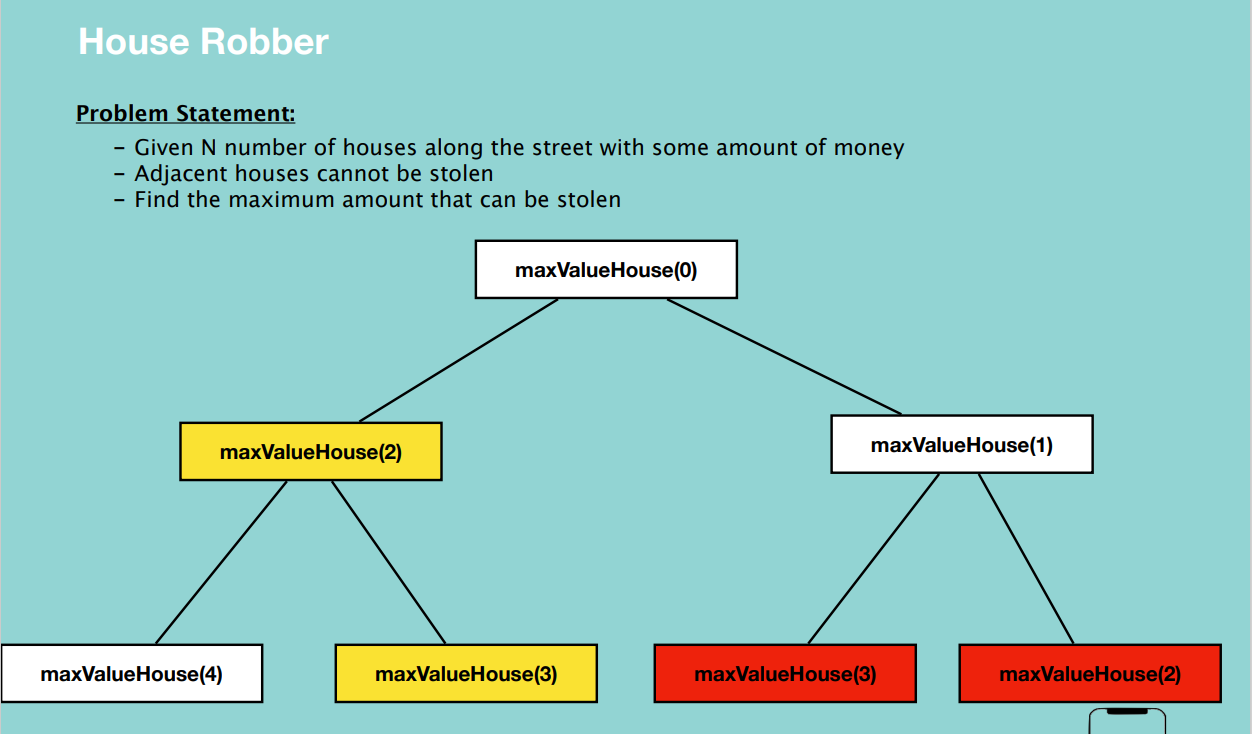 House Robber
Problem Statement:
– Given N number of houses along the street with some amount of money
– Adjacent houses cannot be stolen
– Find the maximum amount that can be stolen
maxValueHouse(0)
maxValueHouse(2)
maxValueHouse(1)
maxValueHouse(4)
maxValueHouse(3)
maxValueHouse(3)
maxValueHouse(2)